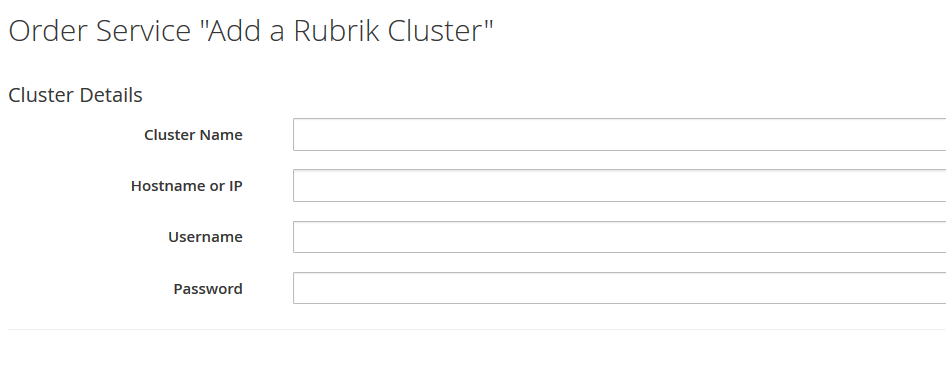 Order Service "Add a Rubrik Cluster"
Cluster Details
Cluster Name
Hostname or IP
Username
Password